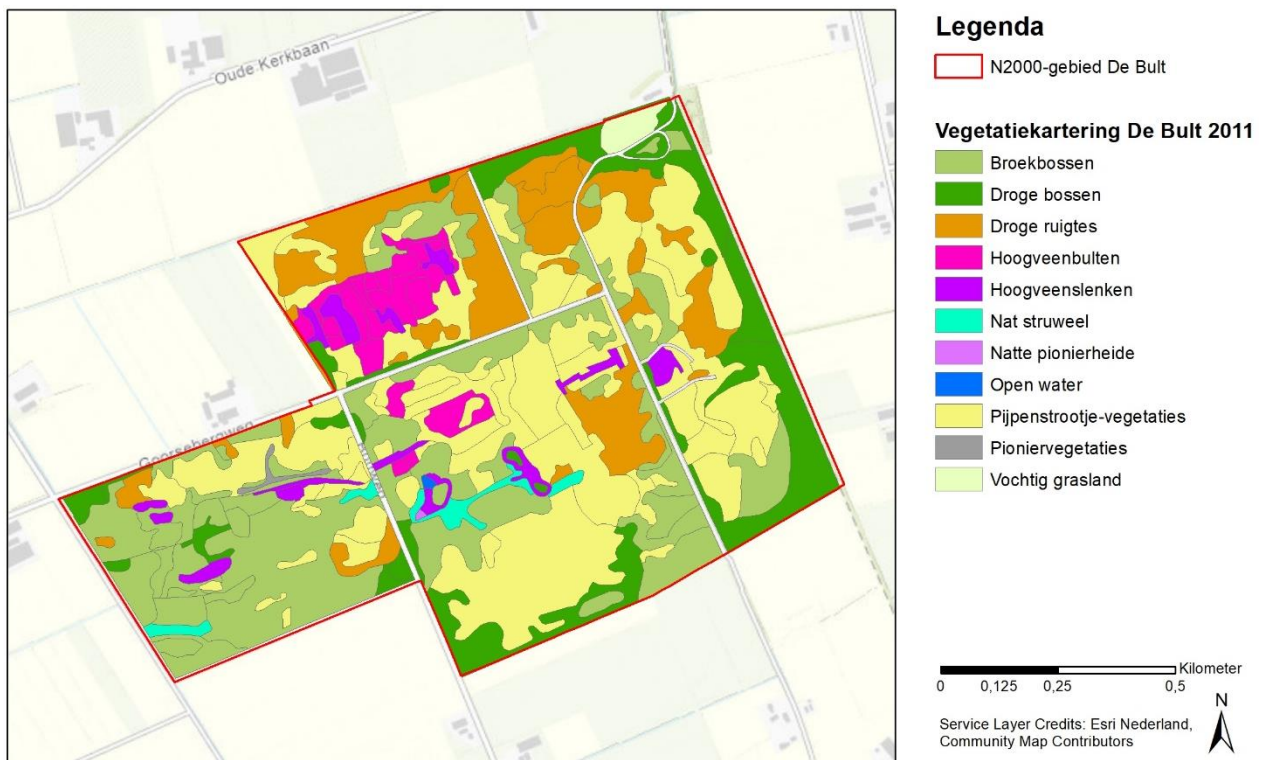 Oude Kerkbaan
Goorsebergweg
Legenda
N2000-gebied De Bult
Vegetatiekartering De Bult 2011
Broekbossen
Droge bossen
Droge ruigtes
Hoogveenbulten
Hoogveenslenken
Nat struweel
Natte pionierheide
Open water
Pijpenstrootje-vegetaties
Pioniervegetaties
Vochtig grasland
Kilometer
0 0,125 0,25 0,5
N
Service Layer Credits: Esri Nederland,
Community Map Contributors